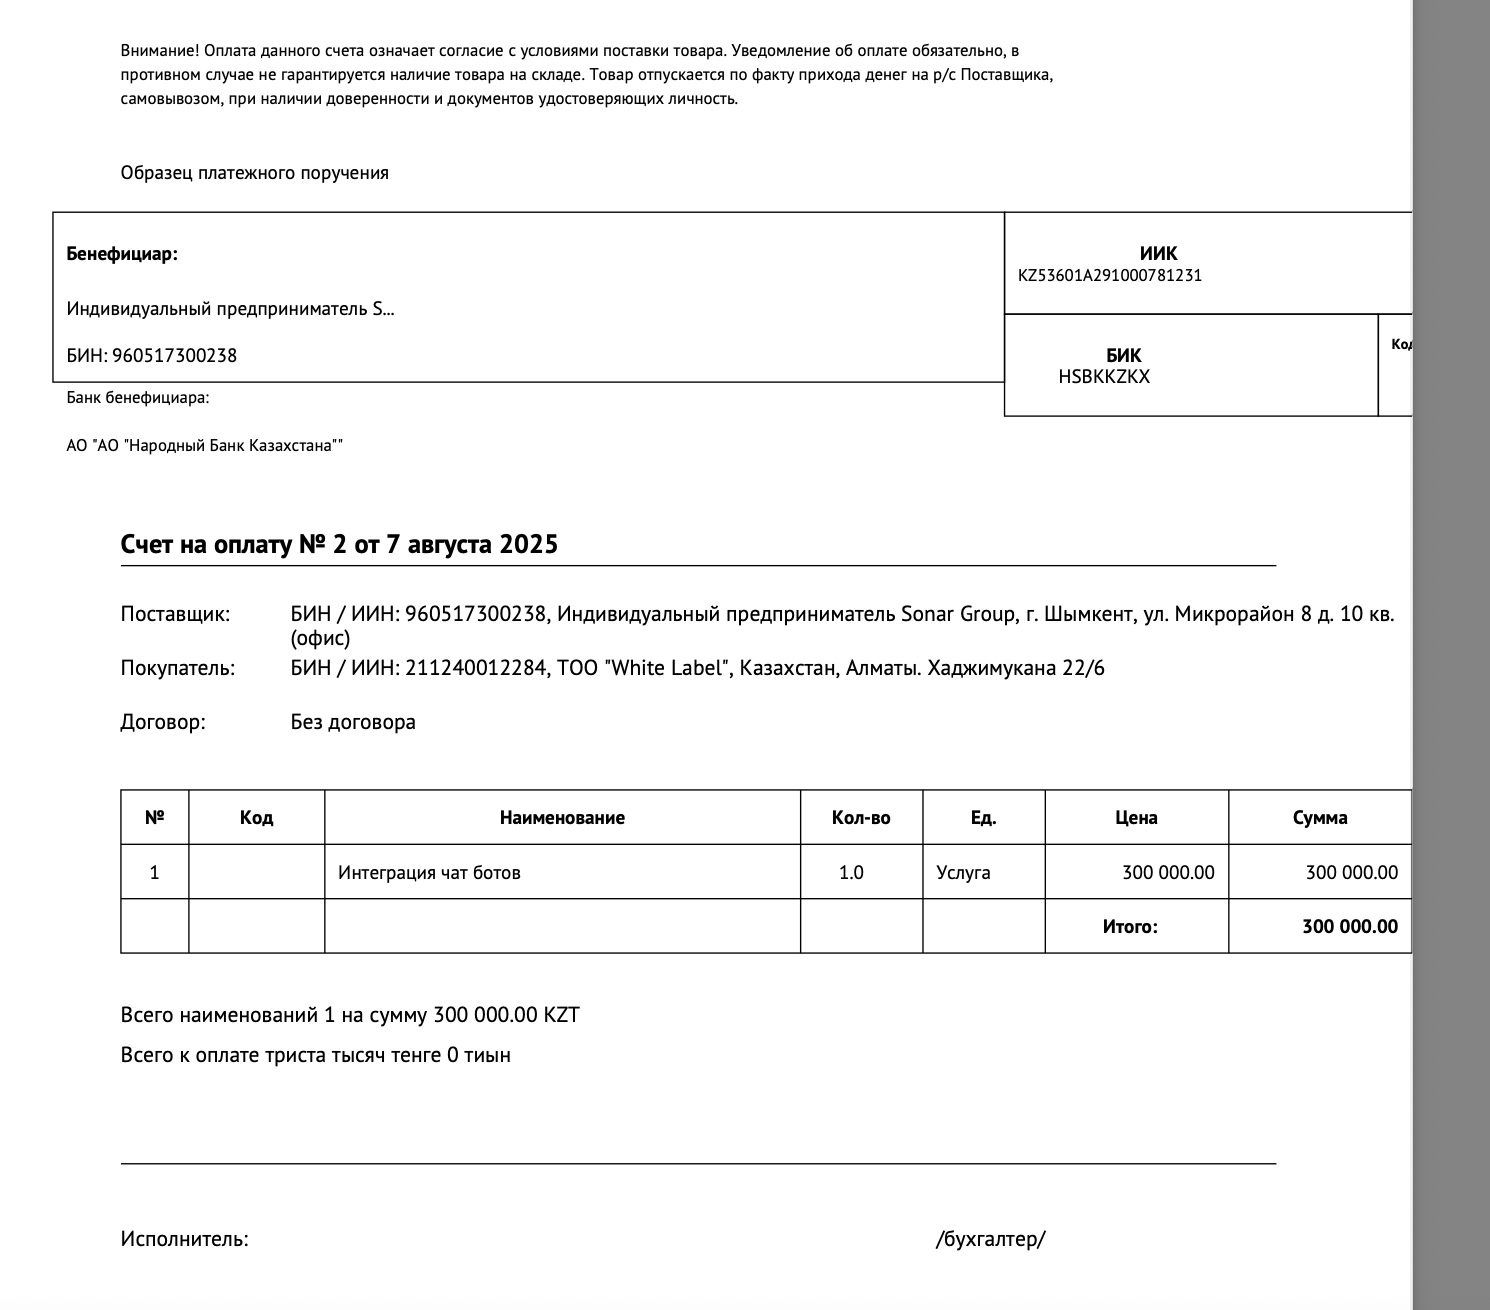 Внимание! Оплата данного счета означает согласие с условиями поставки товара. Уведомление об оплате обязательно, в
противном случае не гарантируется наличие товара на складе. Товар отпускается по факту прихода денег на р/с Поставщика,
самовывозом, при наличии доверенности и документов удостоверяющих личность.
Образец платежного поручения
Бенефициар:
Индивидуальный предприниматель S...
БИН: 960517300238
ИИК
KZ53601A291000781231
БИК
HSBKKZKX
Код
Банк бенефициара:
АО "АО "Народный Банк Казахстана""
Счет на оплату № 2 от 7 августа 2025
Поставщик: БИН / ИИН: 960517300238, Индивидуальный предприниматель Sonar Group, г. Шымкент, ул. Микрорайон 8 д. 10 кв.
(офис)
Покупатель: БИН / ИИН: 211240012284, ТОО "White Label", Казахстан, Алматы. Хаджимукана 22/6
Договор: Без договора
№ Код Наименование Кол-во Ед. Цена Сумма
1 Интеграция чат ботов 1.0 Услуга 300 000.00 300 000.00
Итого: 300 000.00
Всего наименований 1 на сумму 300 000.00 KZT
Всего к оплате триста тысяч тенге 0 тиын
Исполнитель: /бухгалтер/